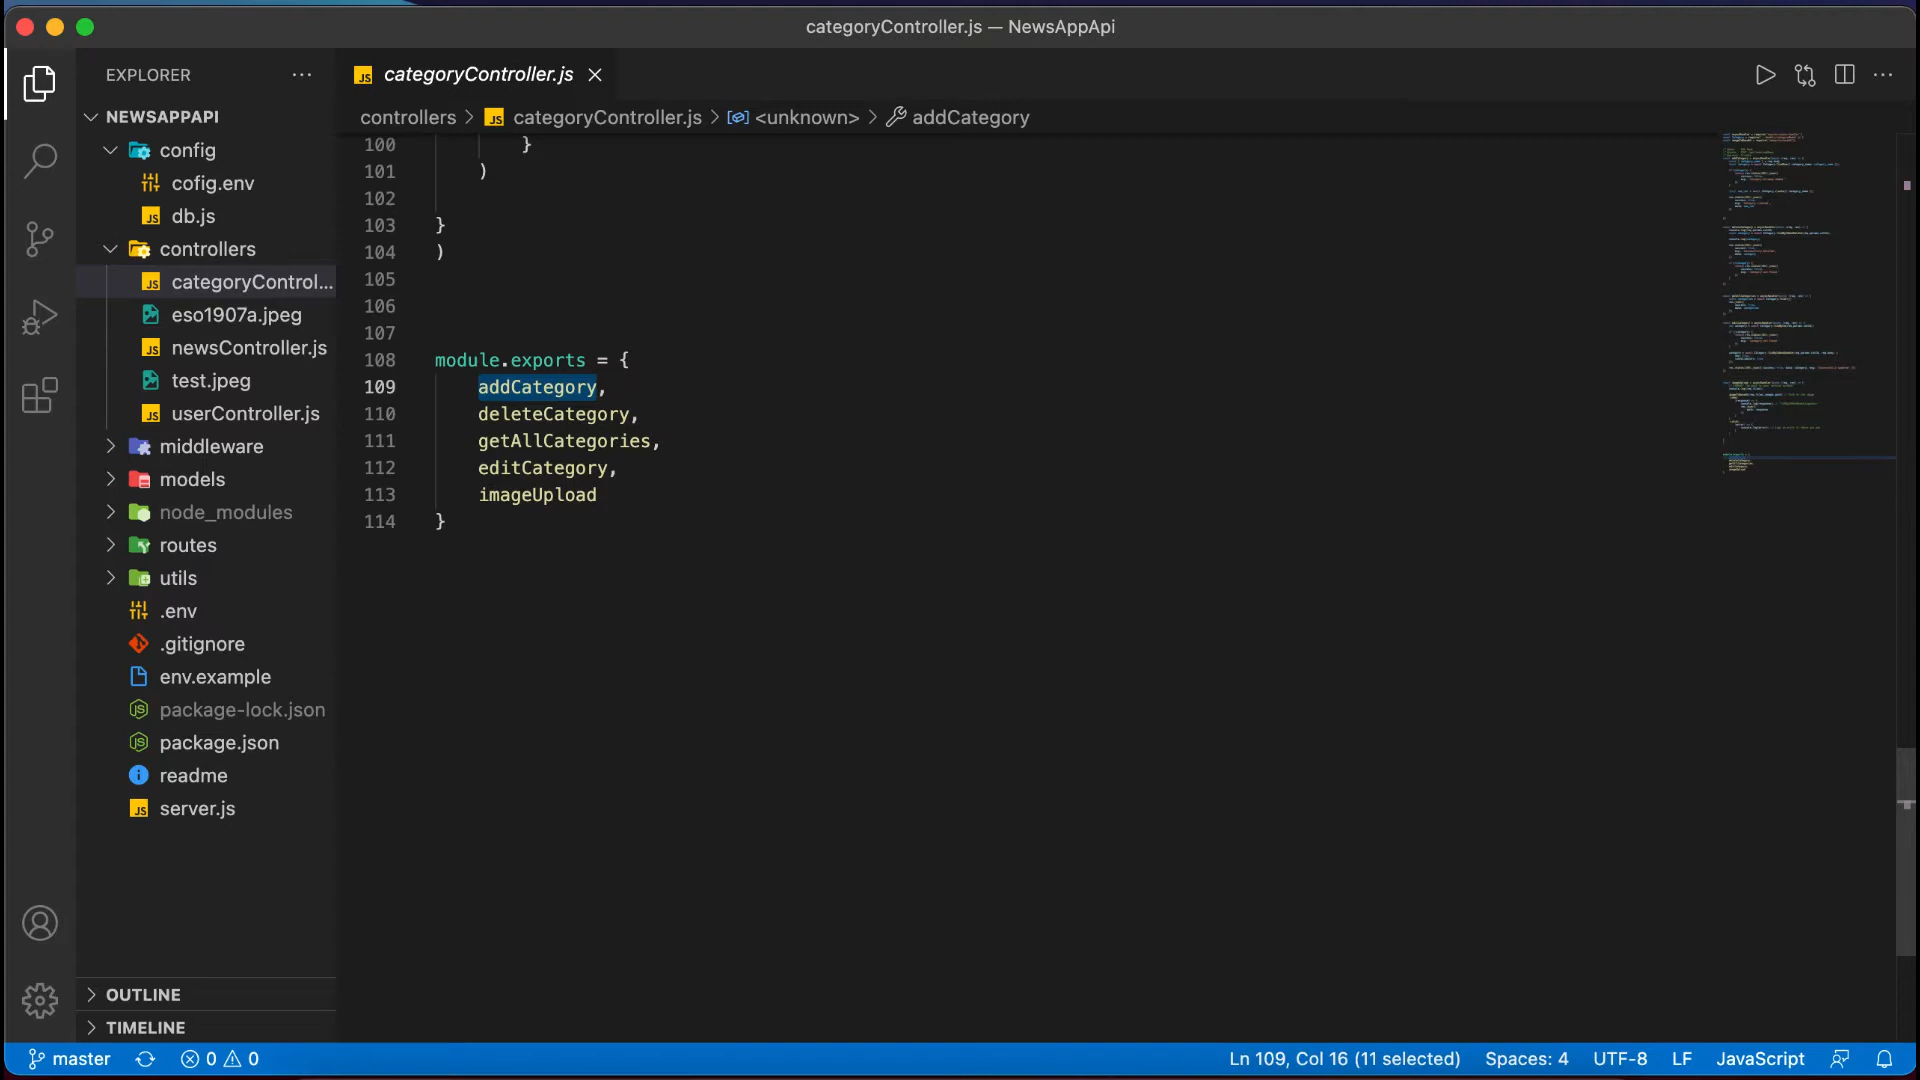 categoryController.js — NewsAppApi
EXPLORER
categoryController.js
NEWSAPPAPI
controllers > categoryController.js > <unknown> > addCategory
config
cofig.env
db.js
controllers
categoryControl...
eso1907a.jpeg
newsController.js
test.jpeg
userController.js
middleware
models
node_modules
routes
utils
.env
.gitignore
env.example
package-lock.json
package.json
readme
server.js
OUTLINE
TIMELINE
100 }
101 )
102
103 }
104 )
105
106
107
108 module.exports = {
109 addCategory,
110 deleteCategory,
111 getAllCategories,
112 editCategory,
113 imageUpload
114 }
master 0 0 Ln 109, Col 16 (11 selected) Spaces: 4 UTF-8 LF JavaScript